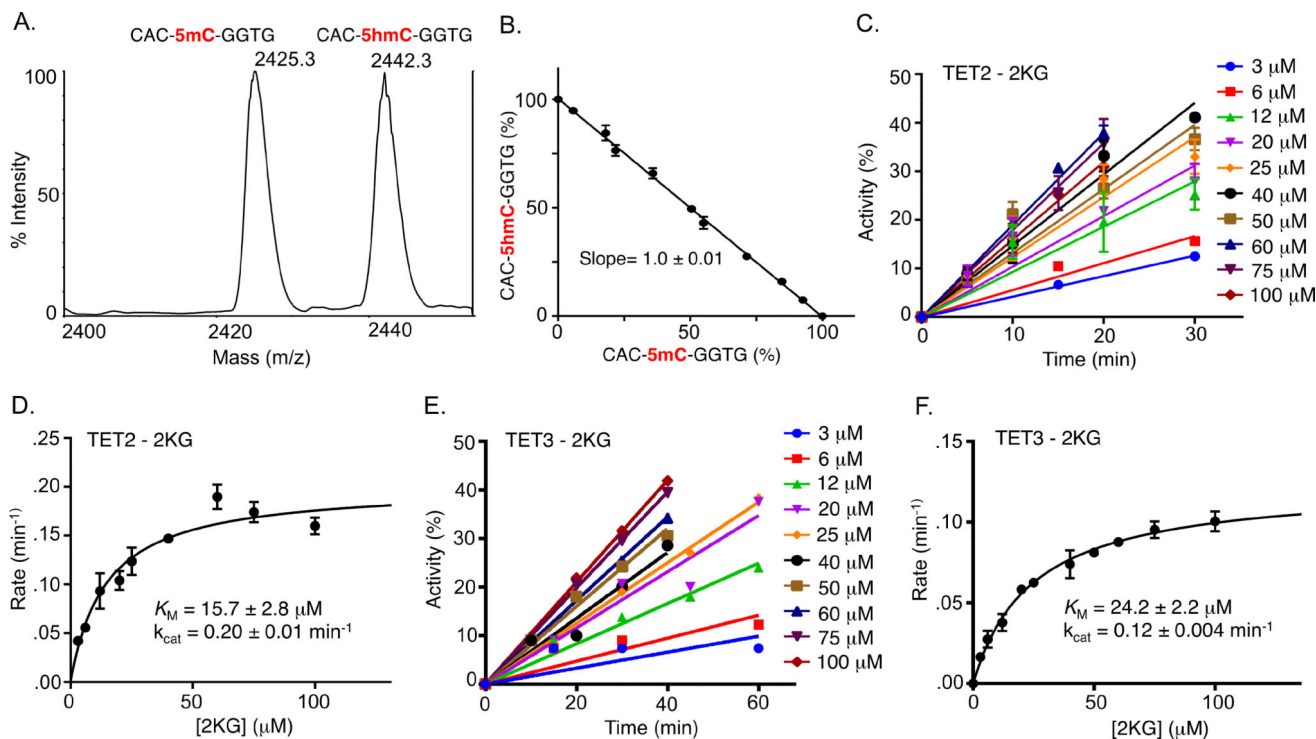 A.
CAC-5mC-GGTG
CAC-5hmC-GGTG
2425.3
2442.3
100
50
0
% Intensity
2400
2420
2440
Mass (m/z)
B.
100
50
0
CAC-5hmC-GGTG (%)
Slope= 1.0 ± 0.01
0
50
100
CAC-5mC-GGTG (%)
C.
TET2 - 2KG
50
40
30
20
10
0
Activity (%)
0
10
20
30
Time (min)
3 μM
6 μM
12 μM
20 μM
25 μM
40 μM
50 μM
60 μM
75 μM
100 μM
D.
TET2 - 2KG
.25
.20
.15
.10
.05
.00
Rate (min⁻¹)
KM = 15.7 ± 2.8 μM
kcat = 0.20 ± 0.01 min⁻¹
0
50
100
[2KG] (μM)
E.
TET3 - 2KG
50
40
30
20
10
0
Activity (%)
0
20
40
60
Time (min)
3 μM
6 μM
12 μM
20 μM
25 μM
40 μM
50 μM
60 μM
75 μM
100 μM
F.
TET3 - 2KG
.15
.10
.05
.00
Rate (min⁻¹)
KM = 24.2 ± 2.2 μM
kcat = 0.12 ± 0.004 min⁻¹
0
50
100
[2KG] (μM)